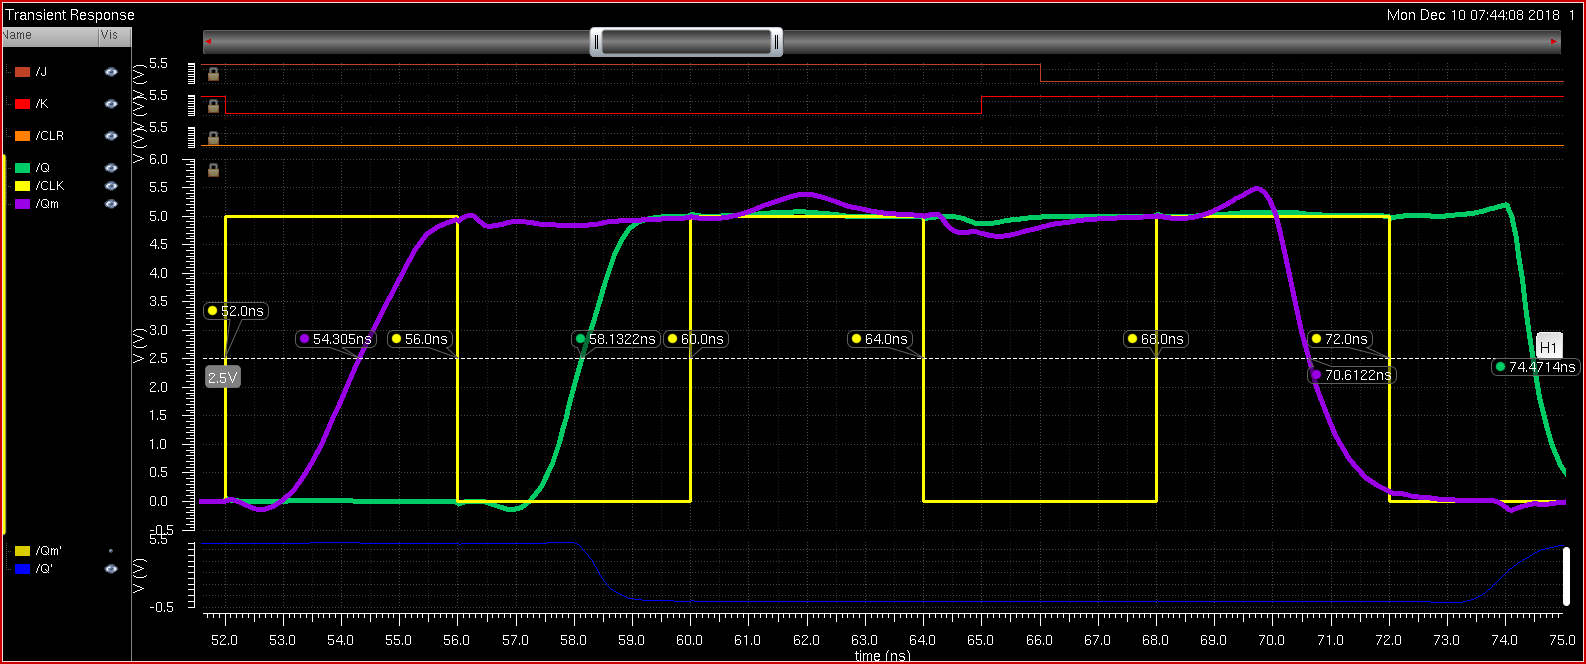 Transient Response
Mon Dec 10 07:44:08 2018 1
Name Vis
/J
5.5
/K
5.5
/CLR
5.5
/Q
/CLK
/Qm
6.0
5.5
5.0
4.5
4.0
3.5
3.0
2.5
2.0
1.5
1.0
0.5
0.0
-0.5
V (V)
52.0ns
54.305ns
56.0ns
58.1322ns
60.0ns
64.0ns
68.0ns
72.0ns
H1
2.5V
70.6122ns
74.4714ns
/Qm'
/Q'
5.5
V (V)
-0.5
52.0 53.0 54.0 55.0 56.0 57.0 58.0 59.0 60.0 61.0 62.0 63.0 64.0 65.0 66.0 67.0 68.0 69.0 70.0 71.0 72.0 73.0 74.0 75.0
time (ns)